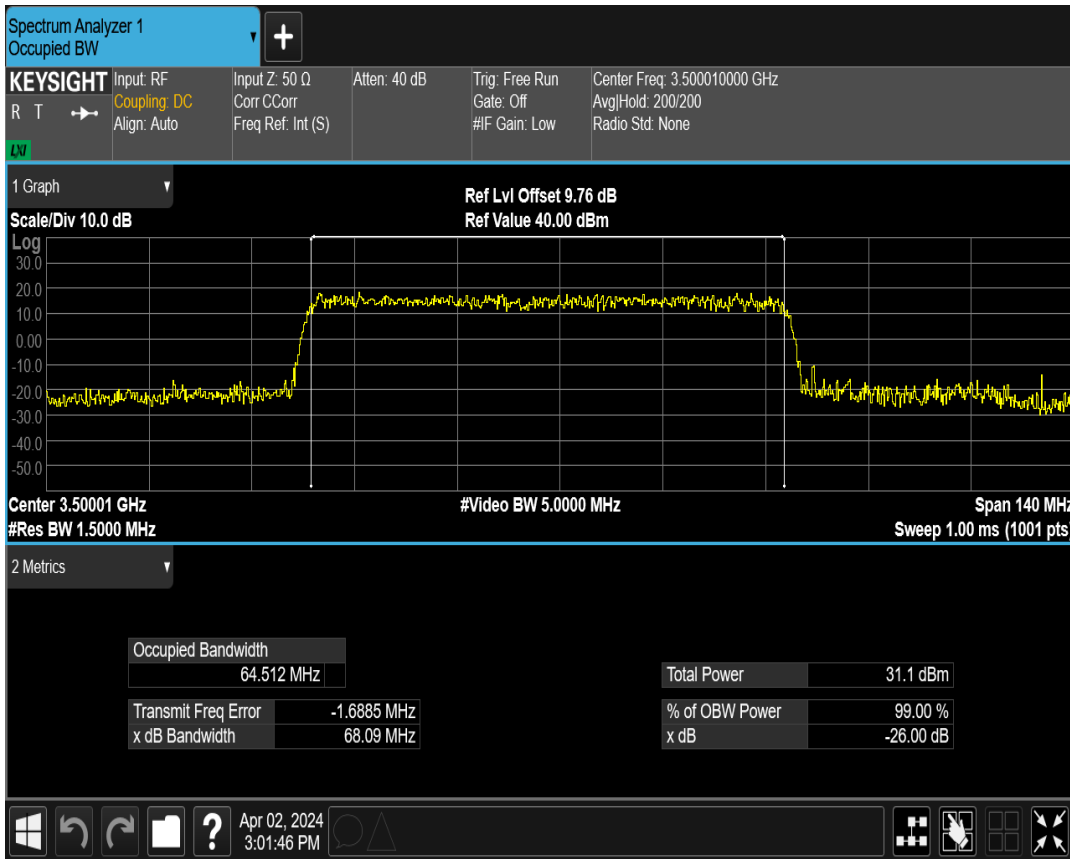 Spectrum Analyzer 1
Occupied BW
KEYSIGHT
R T
LXI
Input: RF
Coupling: DC
Align: Auto
Input Z: 50 Ω
Corr CCorr
Freq Ref: Int (S)
Atten: 40 dB
Trig: Free Run
Gate: Off
#IF Gain: Low
Center Freq: 3.500010000 GHz
Avg|Hold: 200/200
Radio Std: None
1 Graph
Scale/Div 10.0 dB
Ref Lvl Offset 9.76 dB
Ref Value 40.00 dBm
Log
30.0
20.0
10.0
0.00
-10.0
-20.0
-30.0
-40.0
-50.0
Center 3.50001 GHz
#Video BW 5.0000 MHz
Span 140 MHz
#Res BW 1.5000 MHz
Sweep 1.00 ms (1001 pts)
2 Metrics
Occupied Bandwidth
64.512 MHz
Total Power 31.1 dBm
Transmit Freq Error -1.6885 MHz
% of OBW Power 99.00 %
x dB Bandwidth 68.09 MHz
x dB -26.00 dB
?
Apr 02, 2024
3:01:46 PM